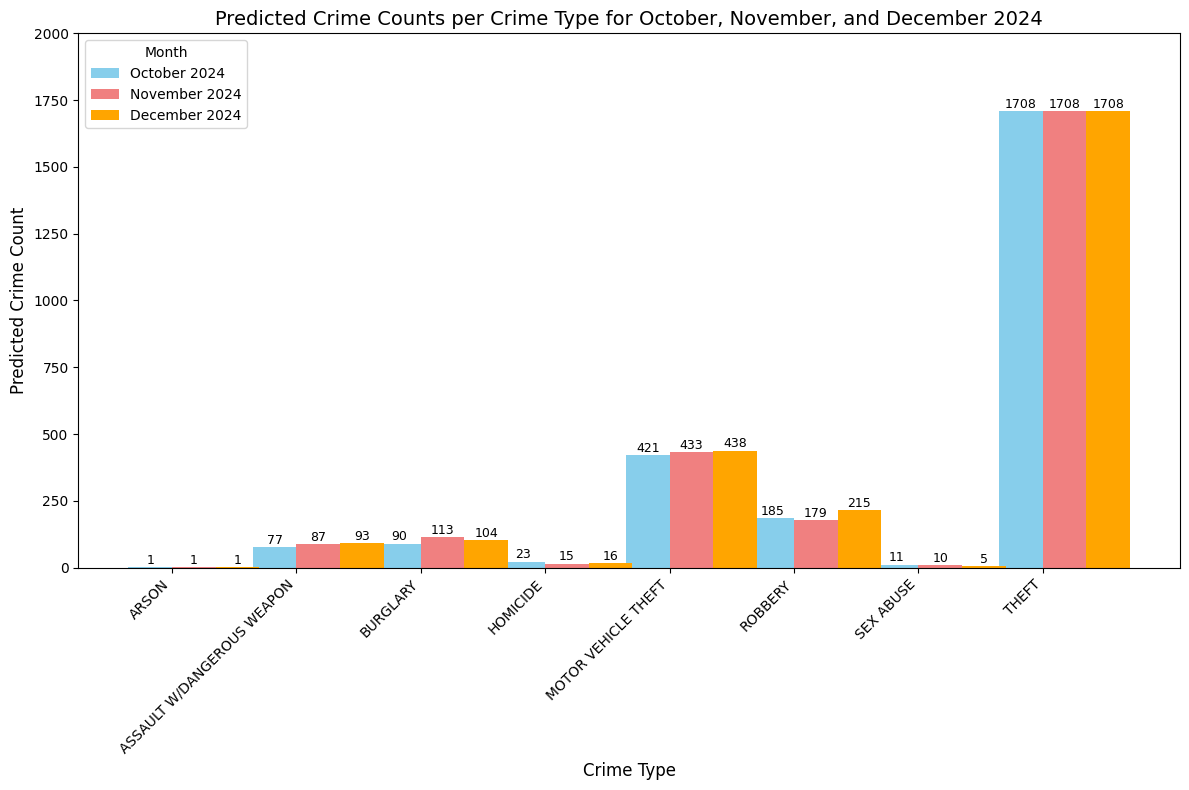 Predicted Crime Counts per Crime Type for October, November, and December 2024
Predicted Crime Count
2000
1750
1500
1250
1000
750
500
250
0
Month
October 2024
November 2024
December 2024
1 1 1
77 87 93
90 113 104
23 15 16
421 433 438
185 179 215
11 10 5
1708 1708 1708
ARSON
ASSAULT W/DANGEROUS WEAPON
BURGLARY
HOMICIDE
MOTOR VEHICLE THEFT
ROBBERY
SEX ABUSE
THEFT
Crime Type